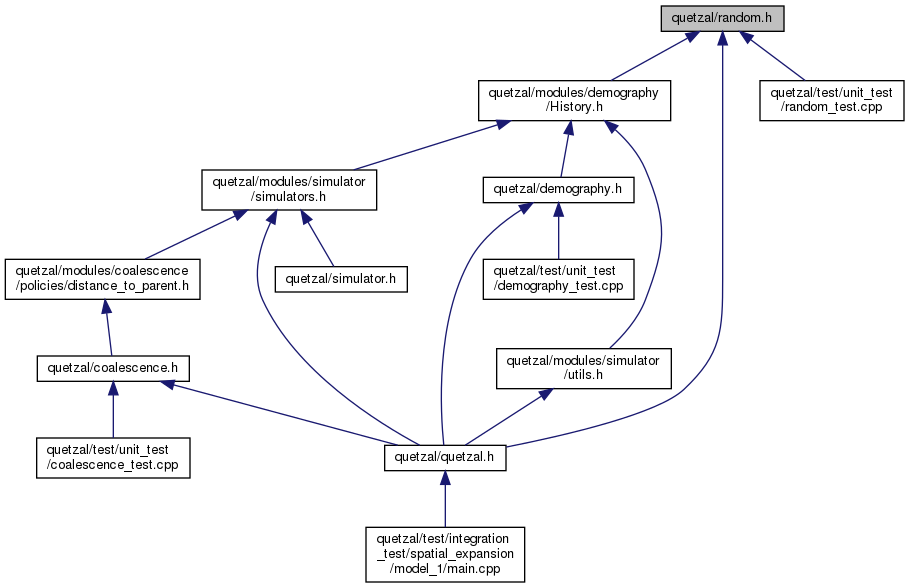 quetzal/random.h
quetzal/modules/demography
/History.h
quetzal/test/unit_test
/random_test.cpp
quetzal/modules/simulator
/simulators.h
quetzal/demography.h
quetzal/modules/coalescence
/policies/distance_to_parent.h
quetzal/simulator.h
quetzal/test/unit_test
/demography_test.cpp
quetzal/coalescence.h
quetzal/modules/simulator
/utils.h
quetzal/test/unit_test
/coalescence_test.cpp
quetzal/quetzal.h
quetzal/test/integration
_test/spatial_expansion
/model_1/main.cpp